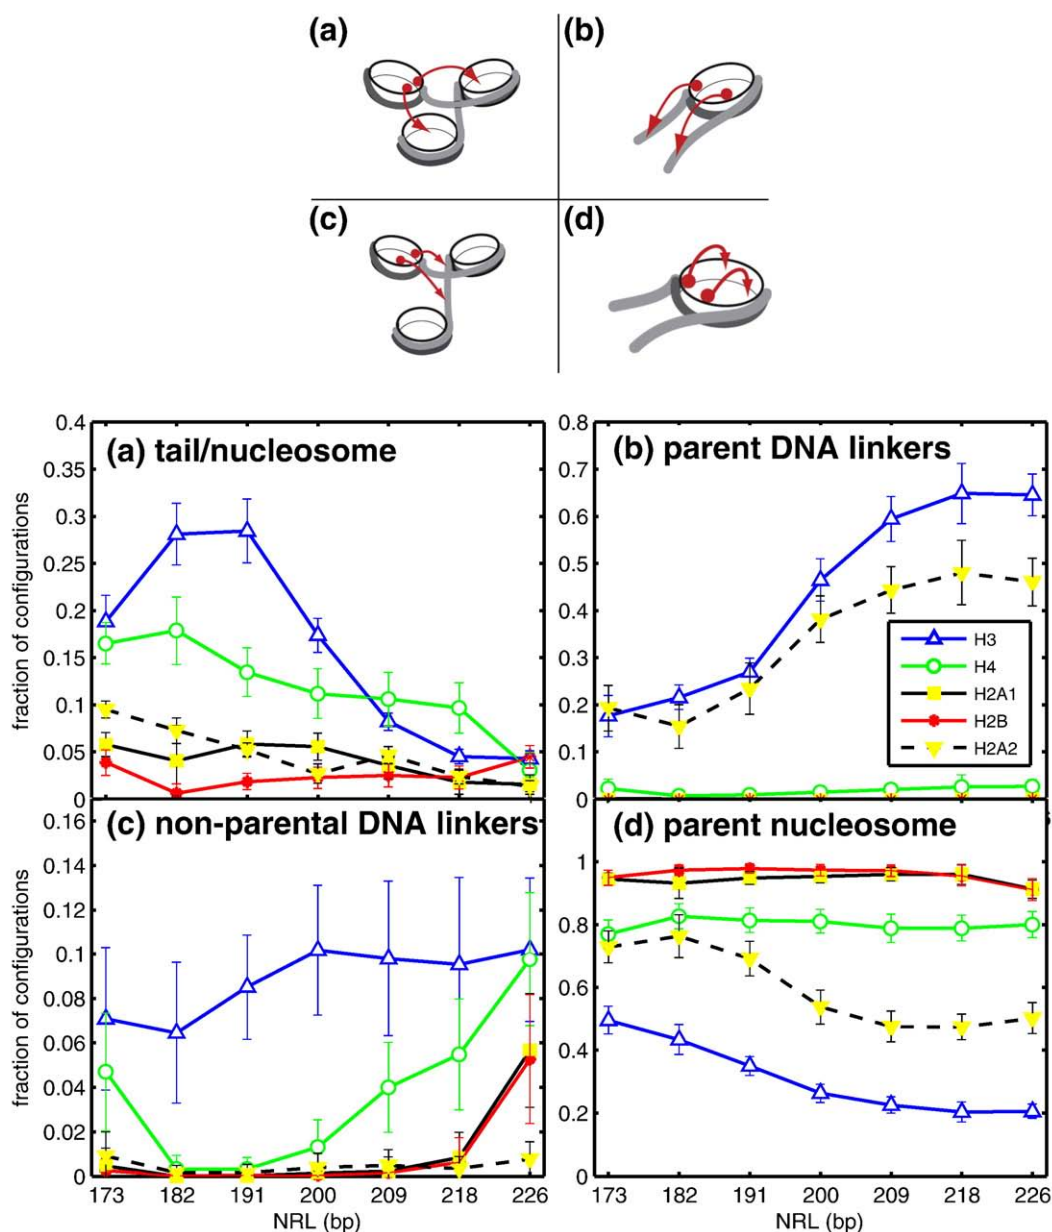 (a)
(b)
(c)
(d)
0.4
0.35
0.3
0.25
0.2
0.15
0.1
0.05
0
fraction of configurations
(a) tail/nucleosome
0.8
0.7
0.6
0.5
0.4
0.3
0.2
0.1
0
(b) parent DNA linkers
H3
H4
H2A1
H2B
H2A2
0.16
0.14
0.12
0.1
0.08
0.06
0.04
0.02
0
fraction of configurations
(c) non-parental DNA linkers
173 182 191 200 209 218 226
NRL (bp)
1
0.8
0.6
0.4
0.2
0
(d) parent nucleosome
173 182 191 200 209 218 226
NRL (bp)